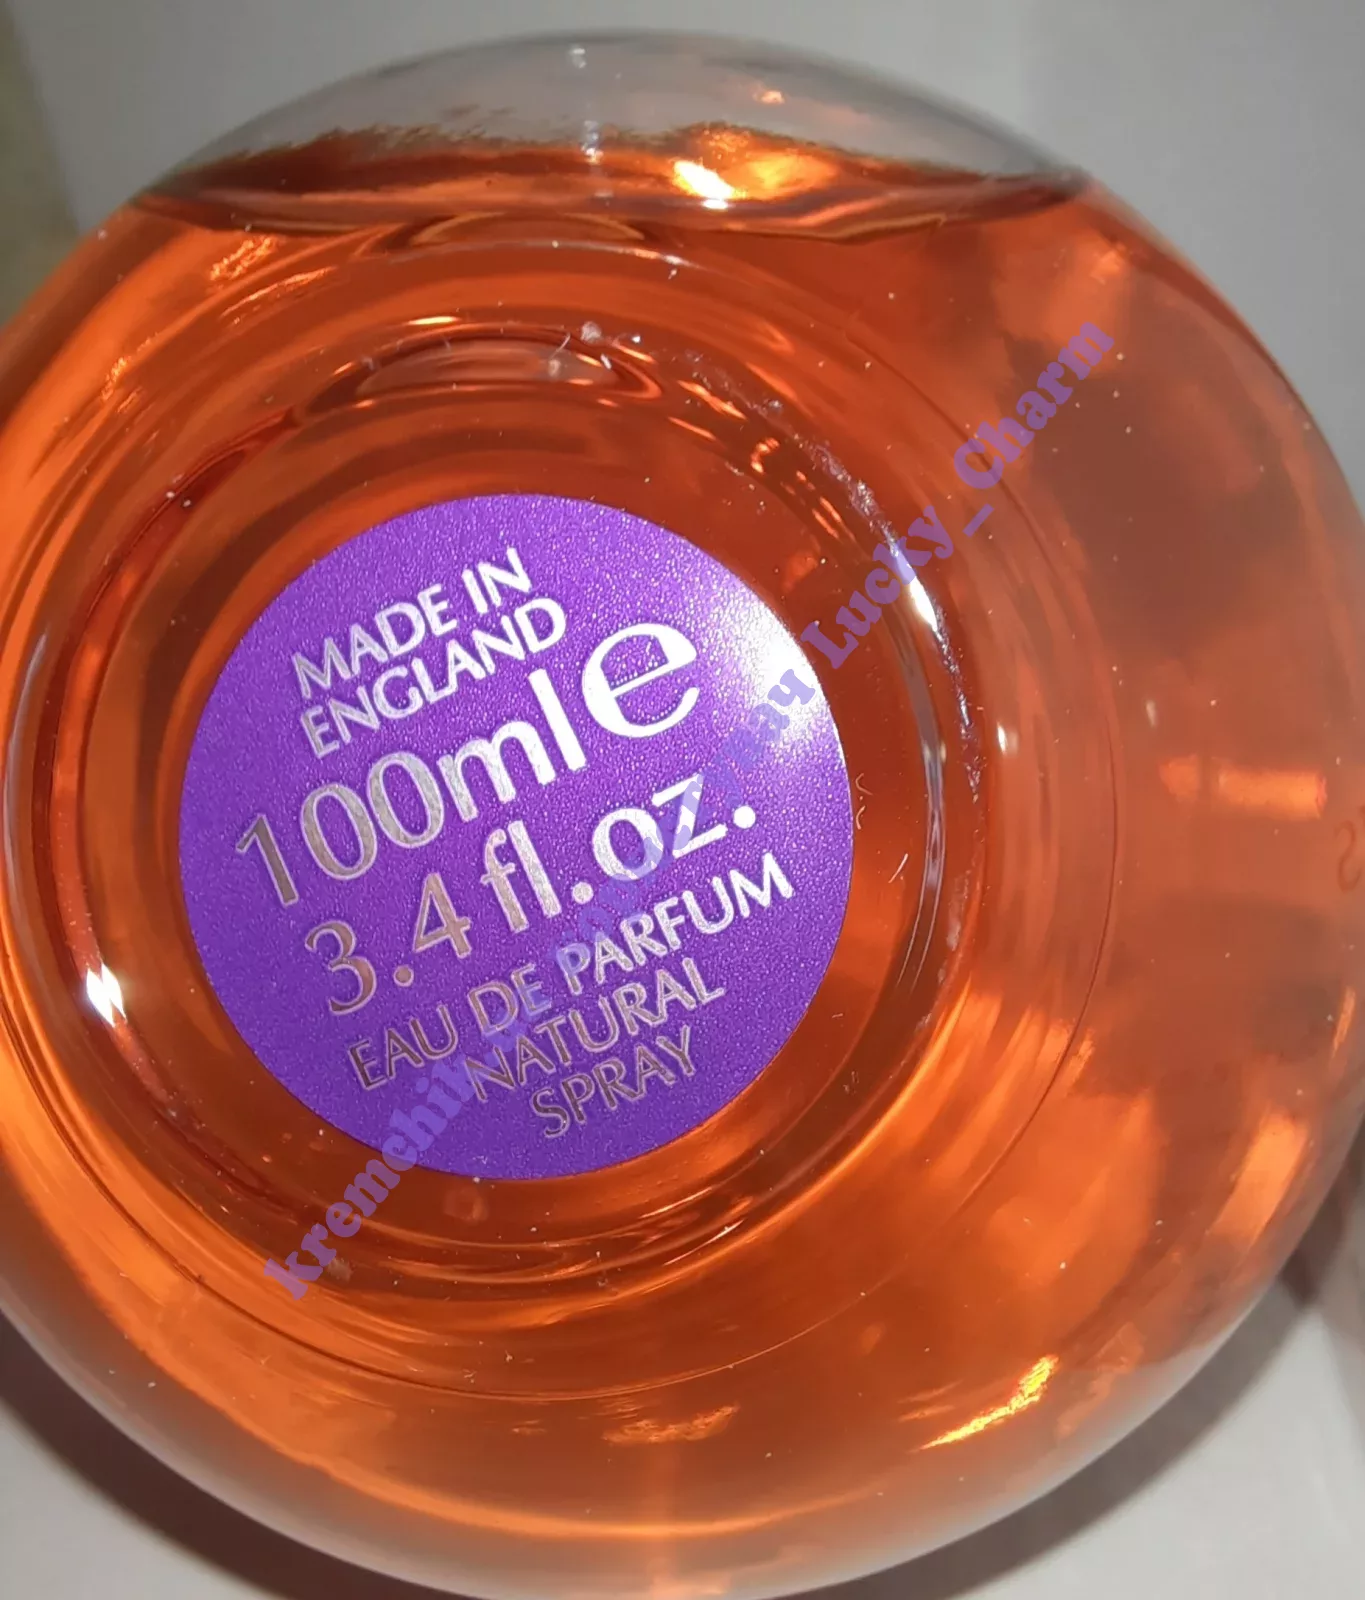 MADE IN
ENGLAND
100ml e
3.4 fl.oz.
EAU DE PARFUM
NATURAL
SPRAY
Lucky_Charm